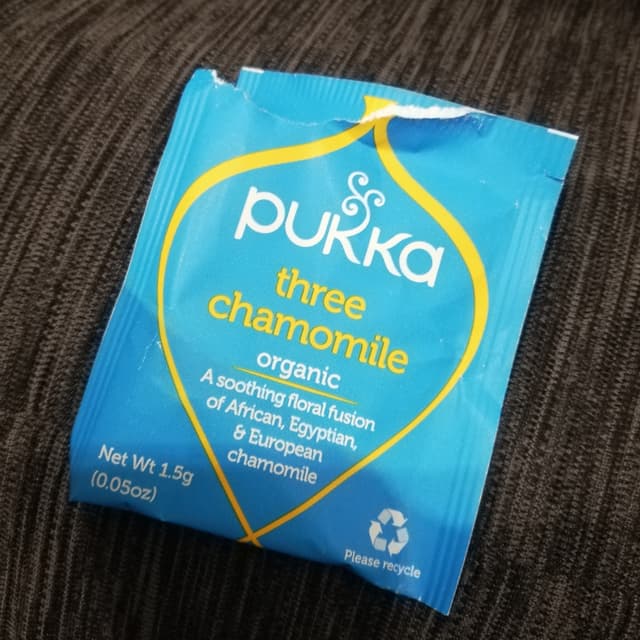 pukka
three
chamomile
organic
A soothing floral fusion
of African, Egyptian,
& European
chamomile
Net Wt 1.5g
(0.05oz)
Please recycle